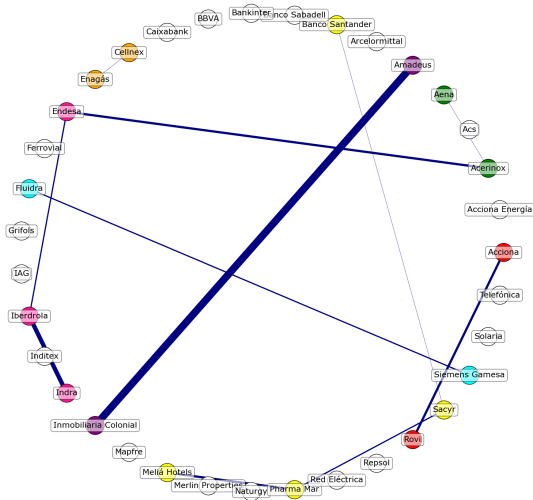 Bankinter
BBVA
nco Sabadell
Banco Santander
Caixabank
Arcelormittal
Cellnex
Amadeus
Enagás
Aena
Endesa
Acs
Ferrovial
Acerinox
Fluidra
Acciona Energía
Grifols
Acciona
IAG
Telefónica
Iberdrola
Solaria
Inditex
Siemens Gamesa
Indra
Sacyr
Inmobiliaria Colonial
Rovi
Mapfre
Repsol
Meliá Hotels
Red Eléctrica
Merlin Properties
Naturgy
Pharma Mar